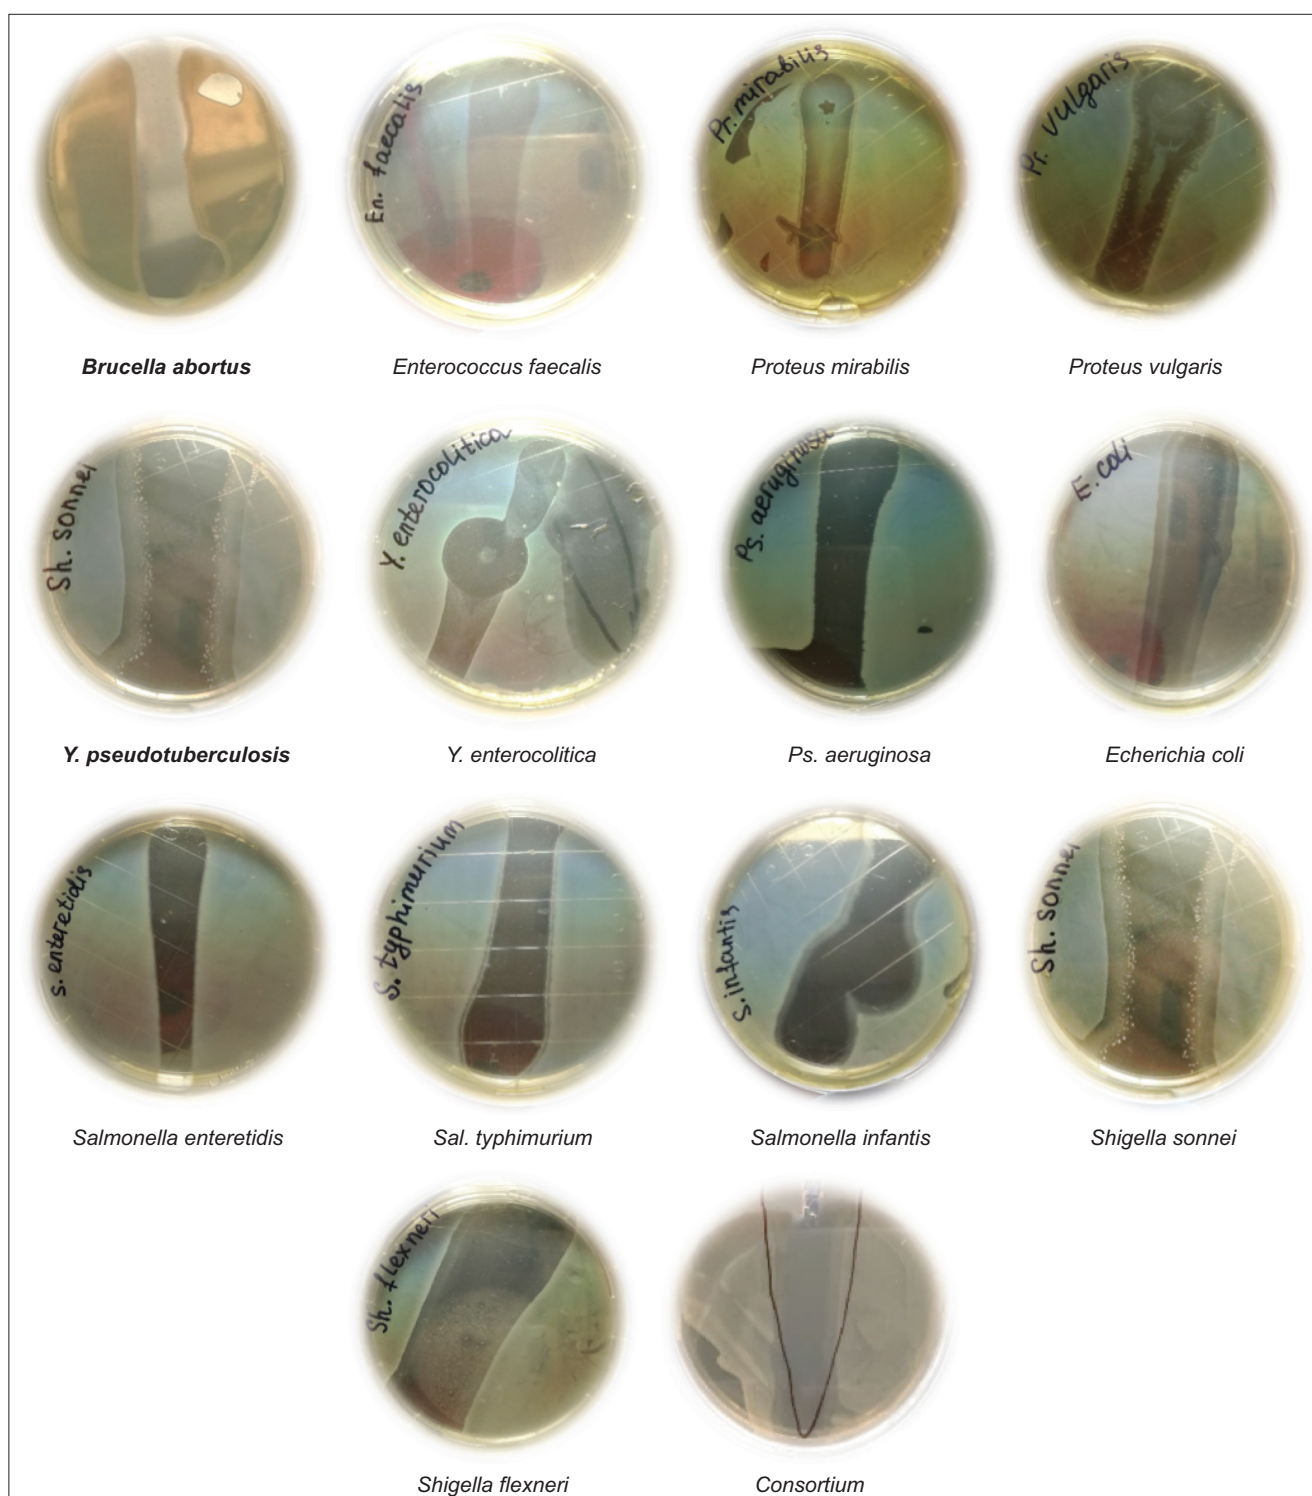 En. faecalis
Pr. mirabilis
Pr. vulgaris
Brucella abortus
Enterococcus faecalis
Proteus mirabilis
Proteus vulgaris
Sh. sonnei
Y. enterocolitica
Ps. aeruginosa
E. coli
Y. pseudotuberculosis
Y. enterocolitica
Ps. aeruginosa
Echerichia coli
S. enteretidis
S. typhimurium
S. infantis
Sh. sonnei
Salmonella enteretidis
Sal. typhimurium
Salmonella infantis
Shigella sonnei
Sh. flexneri
Shigella flexneri
Consortium